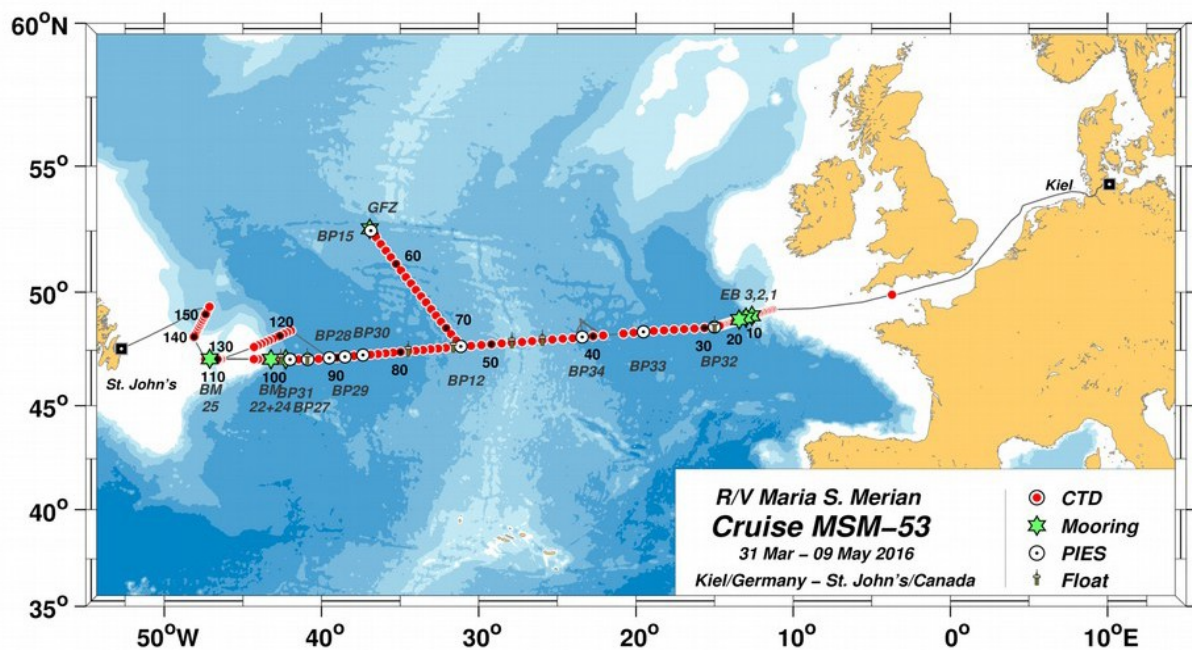 60°N
55°
50°
45°
40°
35°
50°W
40°
30°
20°
10°
0°
10°E
GFZ
BP15
60
70
Kiel
EB 3,2,1
10
20
30
BP32
BP33
40
BP34
50
BP12
80
BP28 BP30
90
BP29
120
100
BM
22+24
BP31
BP27
150
140
130
110
BM
25
St. John's
R/V Maria S. Merian
Cruise MSM–53
31 Mar – 09 May 2016
Kiel/Germany – St. John's/Canada
CTD
Mooring
PIES
Float